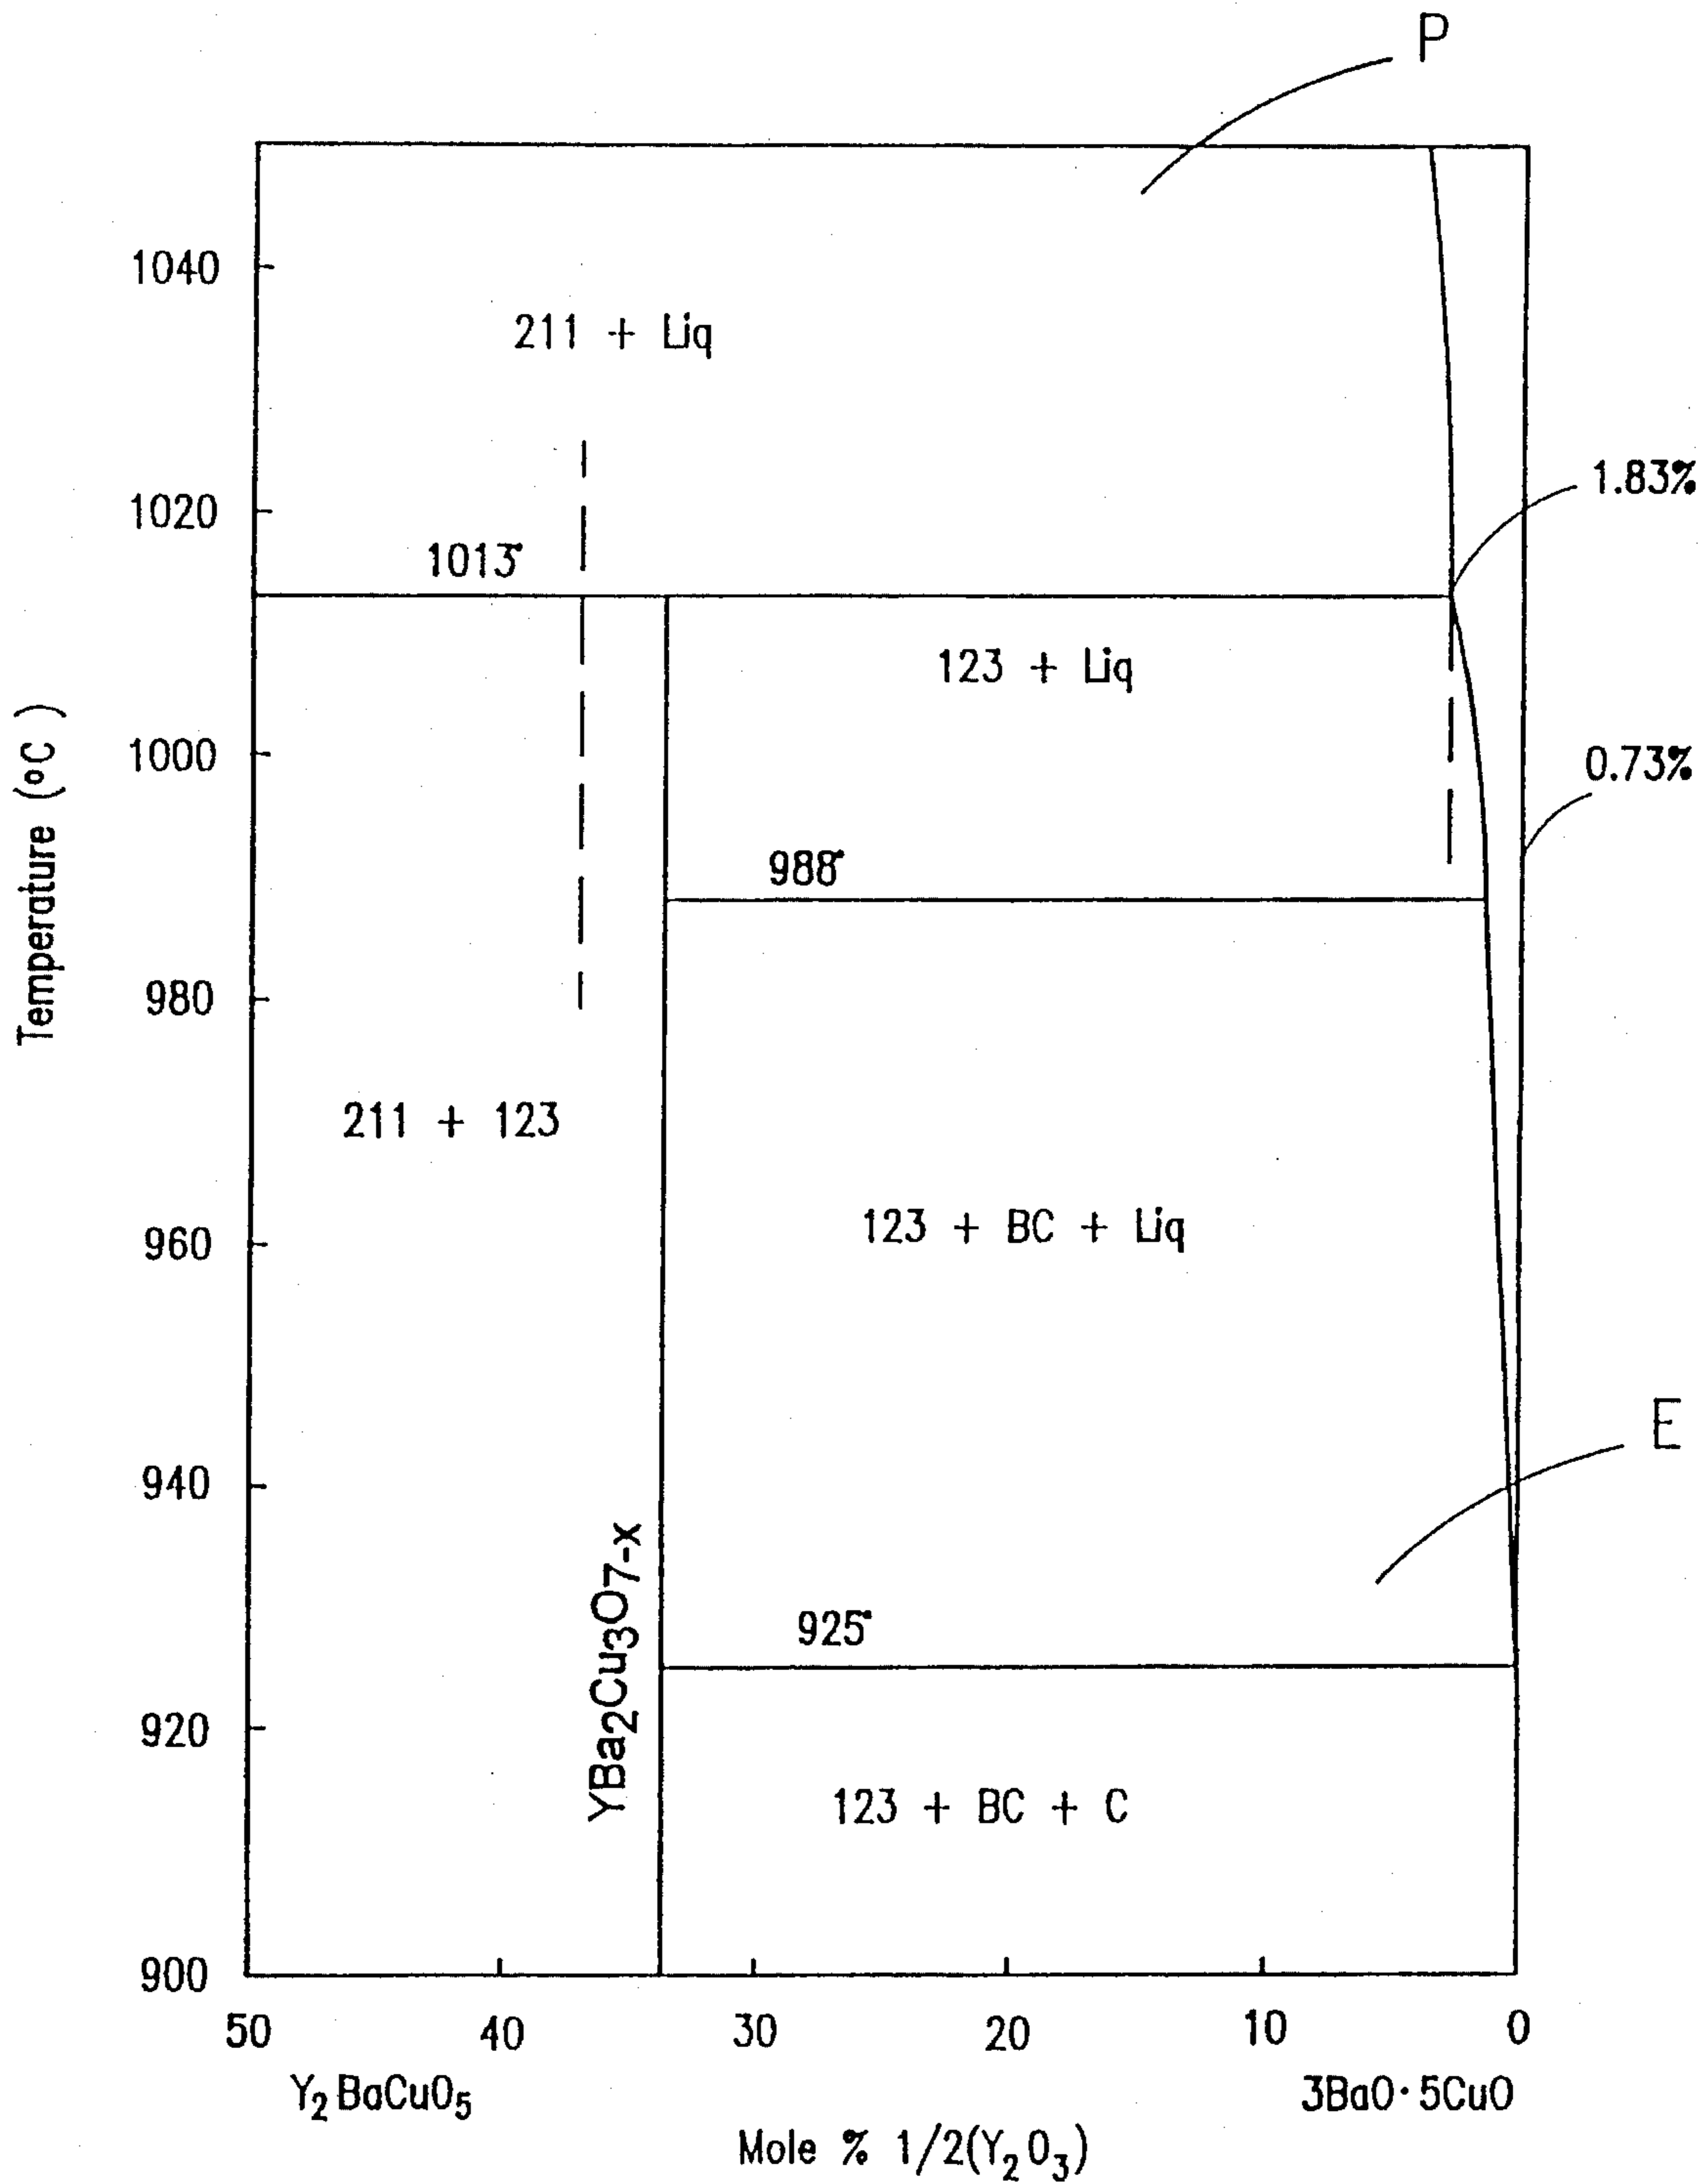 P
1040
211 + Liq
1.83%
1020
1013°
123 + Liq
1000
0.73%
988°
Temperature (ºC )
980
211 + 123
123 + BC + Liq
960
E
940
YBa₂Cu₃O₇₋ₓ
925°
920
123 + BC + C
900
50 40 30 20 10 0
Y₂BaCuO₅ 3BaO·5CuO
Mole % 1/2(Y₂O₃)